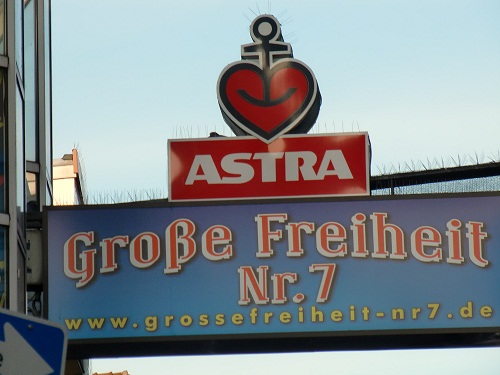 ASTRA
Große Freiheit
Nr. 7
www.grossefreiheit-nr7.de